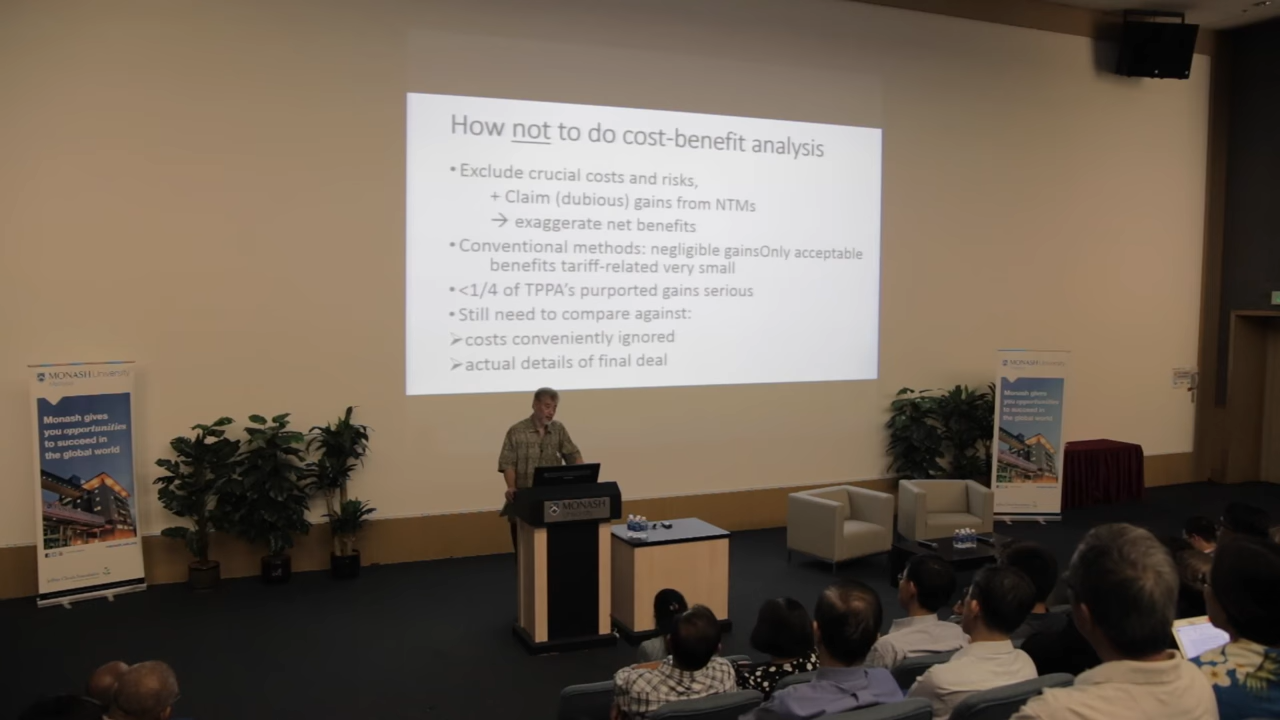 How not to do cost-benefit analysis
•Exclude crucial costs and risks,
+ Claim (dubious) gains from NTMs
→ exaggerate net benefits
•Conventional methods: negligible gainsOnly acceptable
benefits tariff-related very small
•<1/4 of TPPA's purported gains serious
•Still need to compare against:
➢costs conveniently ignored
➢actual details of final deal
MONASH University
Monash gives
you opportunities
to succeed in
the global world
MONASH
MONASH University
Monash gives
you opportunities
to succeed in
the global world